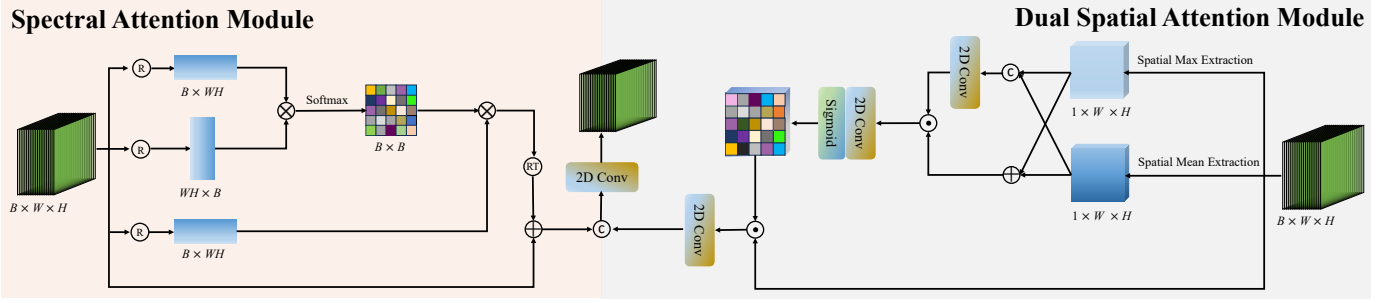 Spectral Attention Module
Dual Spatial Attention Module
R
B × WH
Softmax
B × B
R
WH × B
B × W × H
R
B × WH
RT
C
2D Conv
2D Conv
Sigmoid
2D Conv
2D Conv
C
Spatial Max Extraction
1 × W × H
Spatial Mean Extraction
1 × W × H
B × W × H